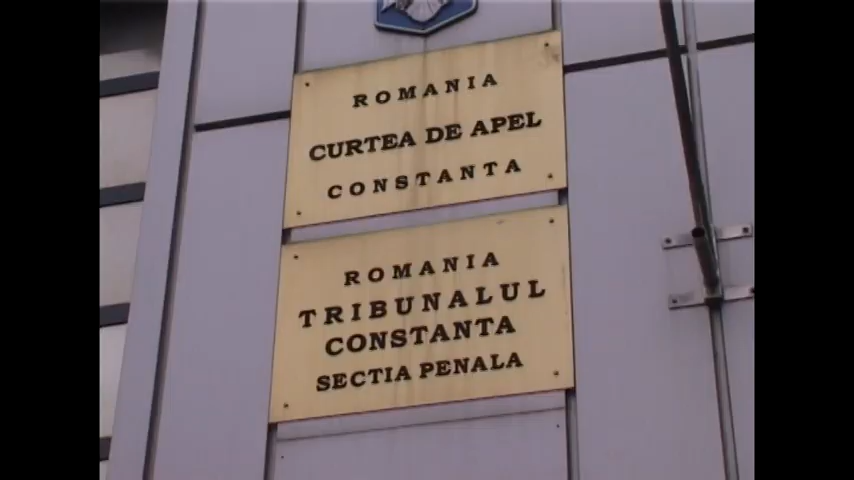 ROMANIA
CURTEA DE APEL
CONSTANTA
ROMANIA
TRIBUNALUL
CONSTANTA
SECTIA PENALA